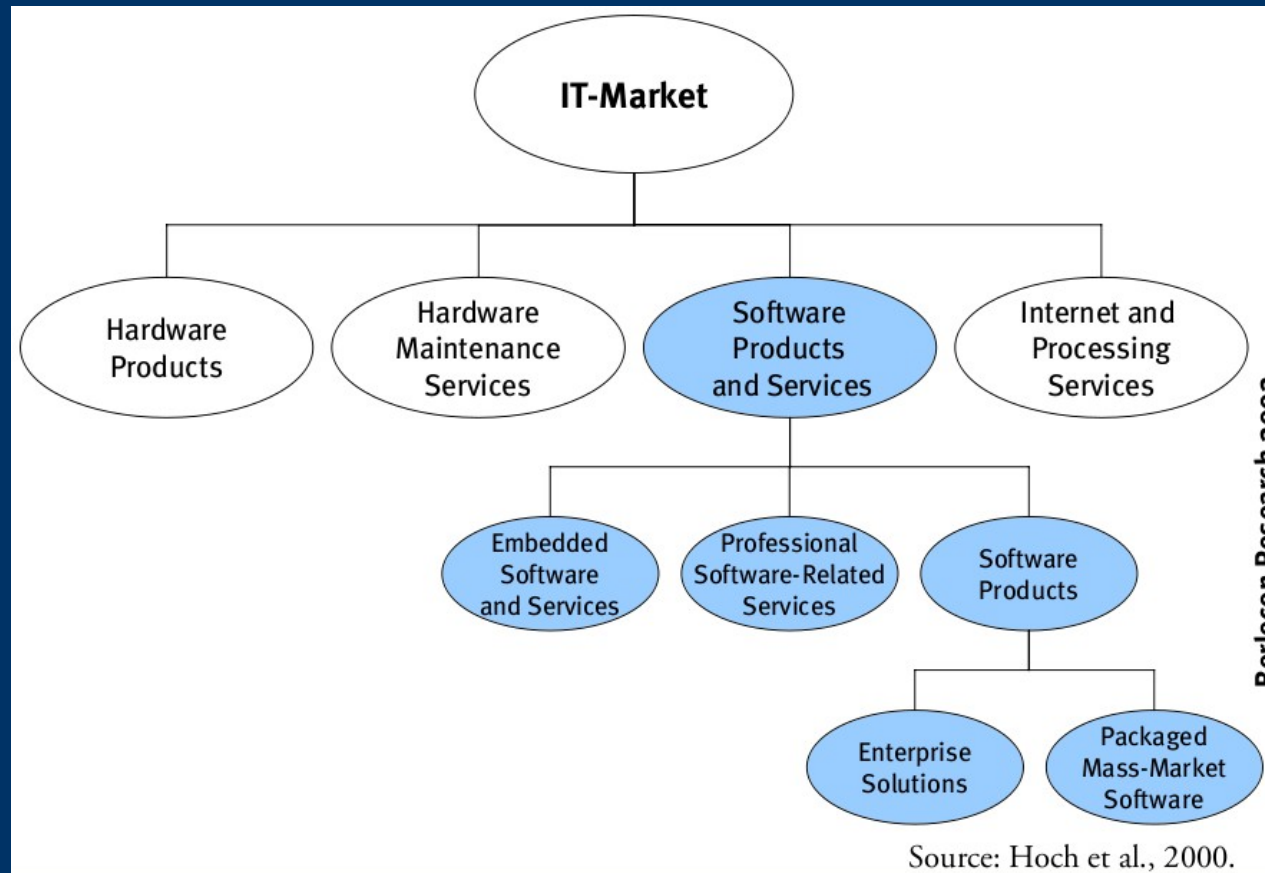 IT-Market
Hardware
Products
Hardware
Maintenance
Services
Software
Products
and Services
Internet and
Processing
Services
Embedded
Software
and Services
Professional
Software-Related
Services
Software
Products
Enterprise
Solutions
Packaged
Mass-Market
Software
Research
Source: Hoch et al., 2000.